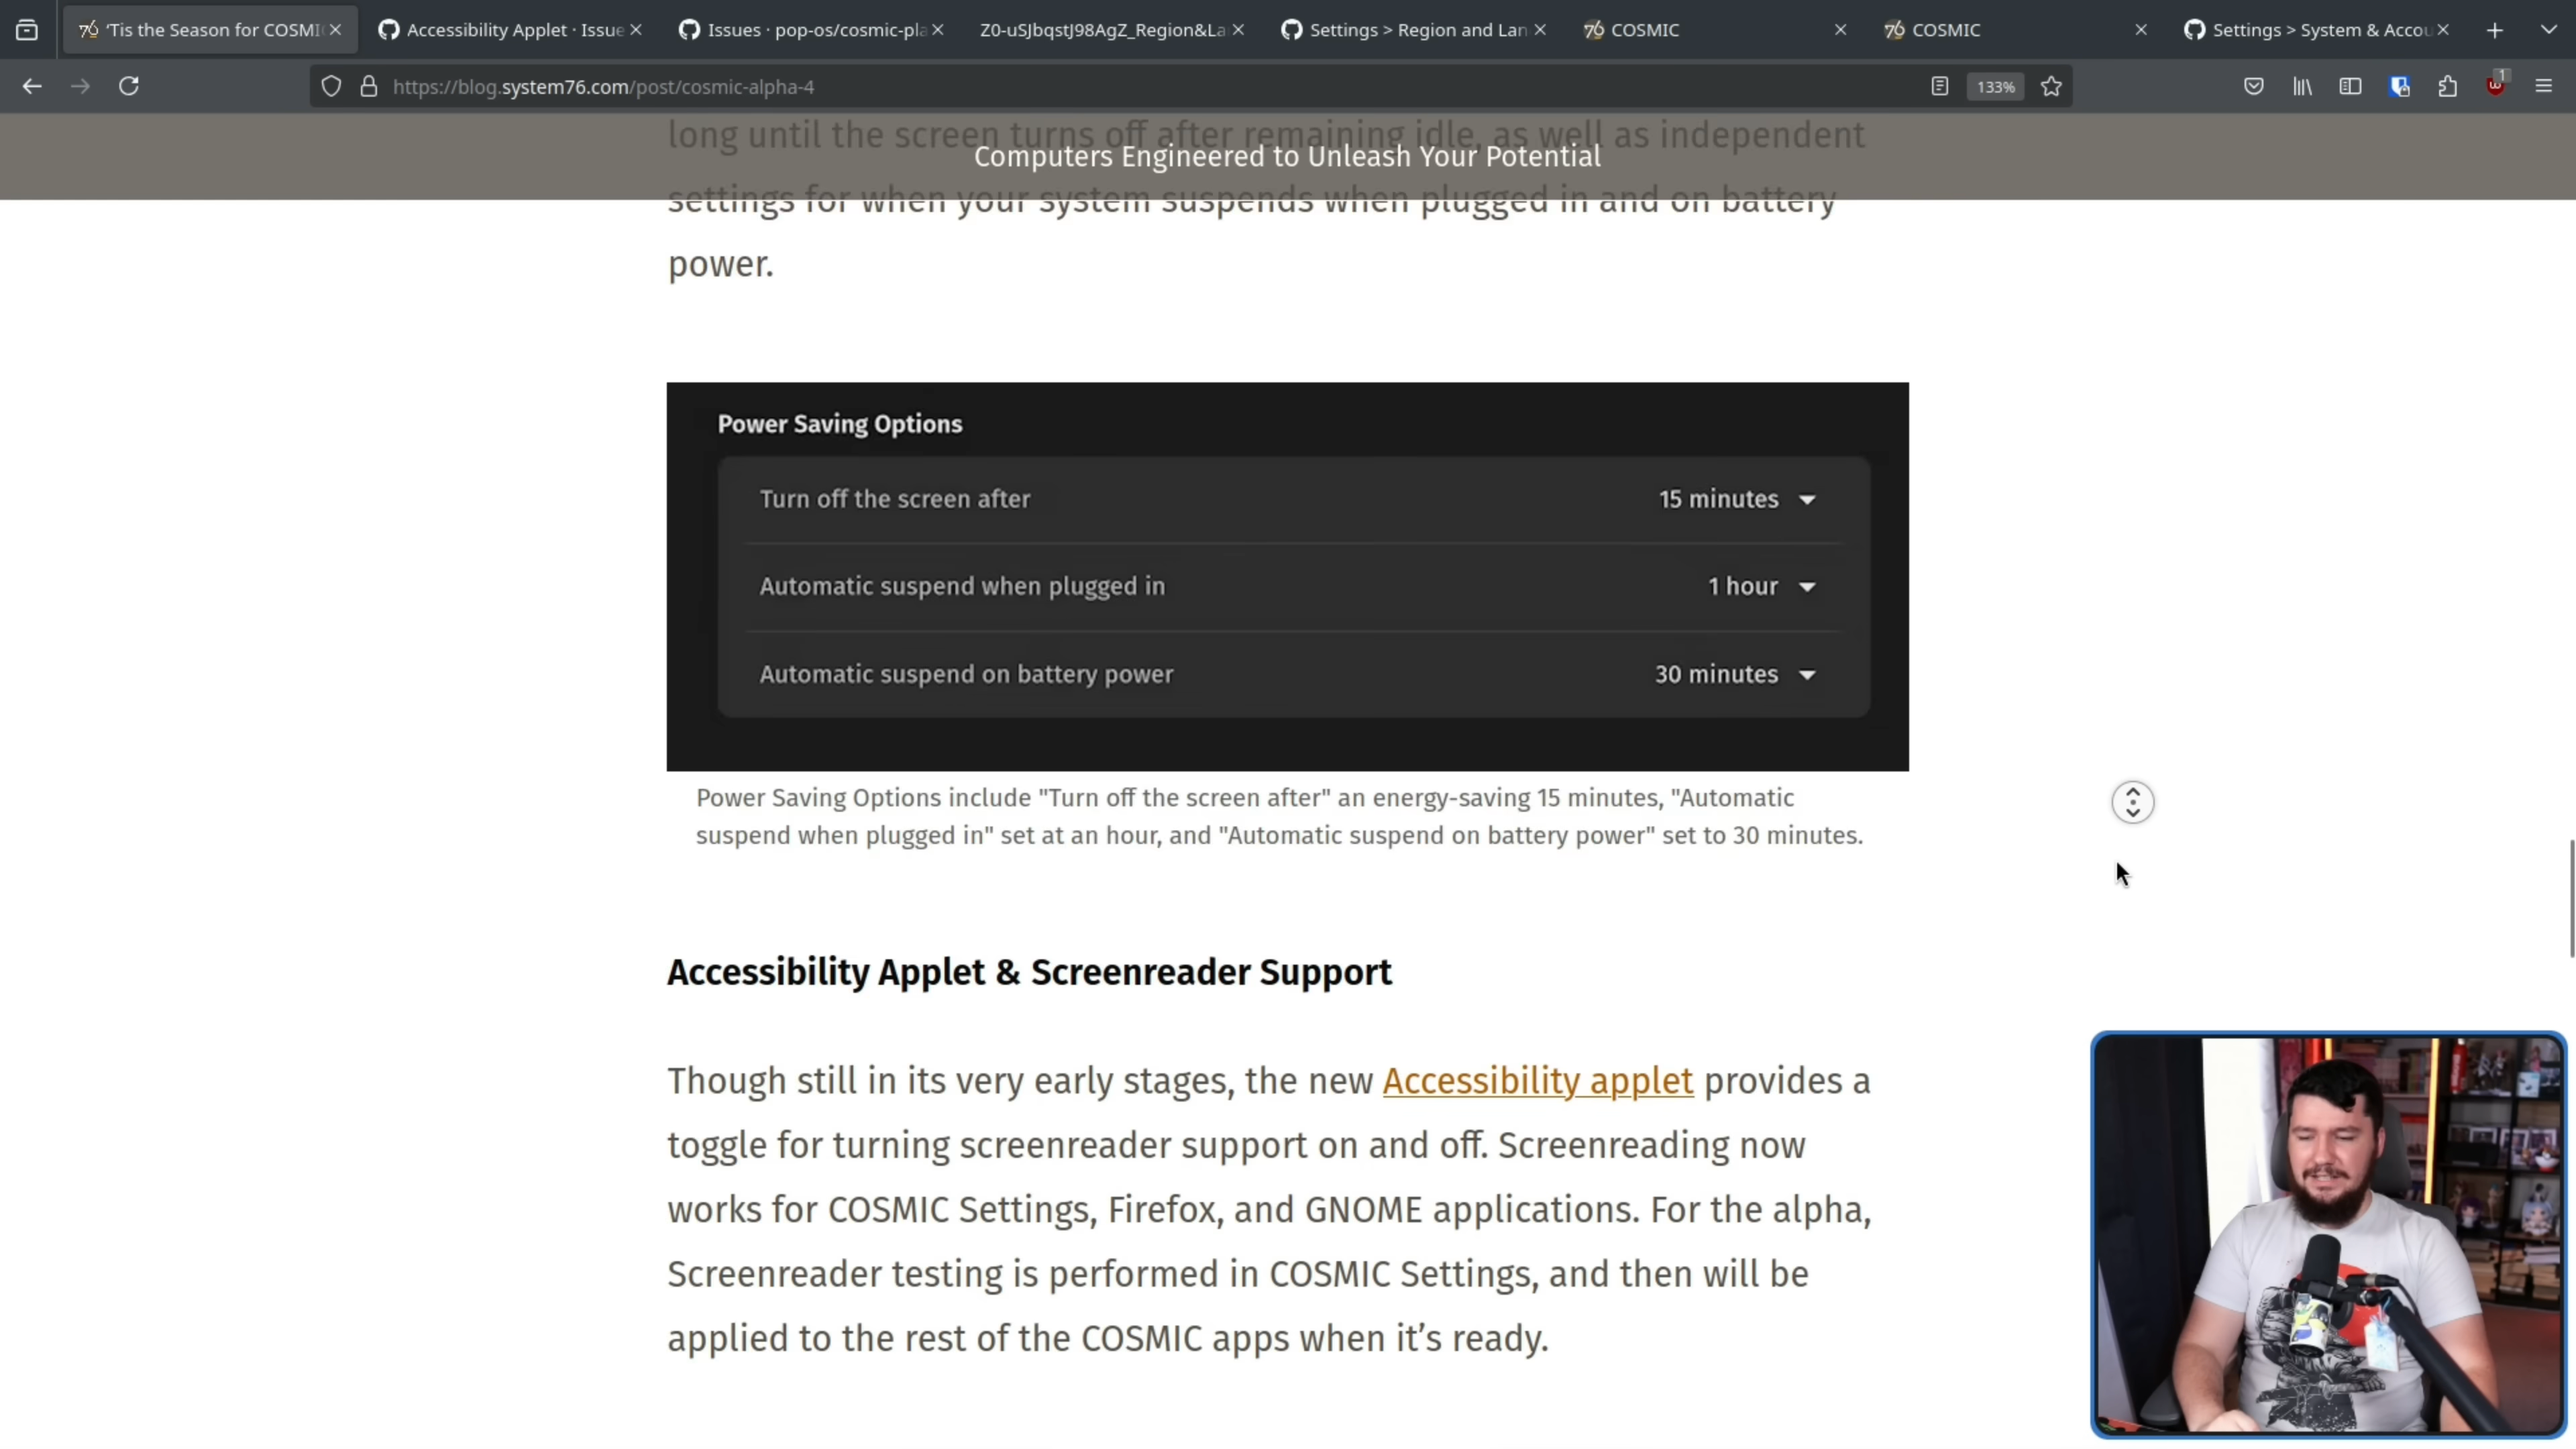 'Tis the Season for COSMI
Accessibility Applet · Issue
Issues · pop-os/cosmic-pla
Z0-uSJbqstJ98AgZ_Region&La
Settings > Region and Lan
COSMIC
COSMIC
Settings > System & Accou
https://blog.system76.com/post/cosmic-alpha-4
133%
1
long until the screen turns off after remaining idle, as well as independent
Computers Engineered to Unleash Your Potential
settings for when your system suspends when plugged in and on battery
power.
Power Saving Options
Turn off the screen after 15 minutes
Automatic suspend when plugged in 1 hour
Automatic suspend on battery power 30 minutes
Power Saving Options include "Turn off the screen after" an energy-saving 15 minutes, "Automatic
suspend when plugged in" set at an hour, and "Automatic suspend on battery power" set to 30 minutes.
Accessibility Applet & Screenreader Support
Though still in its very early stages, the new Accessibility applet provides a
toggle for turning screenreader support on and off. Screenreading now
works for COSMIC Settings, Firefox, and GNOME applications. For the alpha,
Screenreader testing is performed in COSMIC Settings, and then will be
applied to the rest of the COSMIC apps when it’s ready.